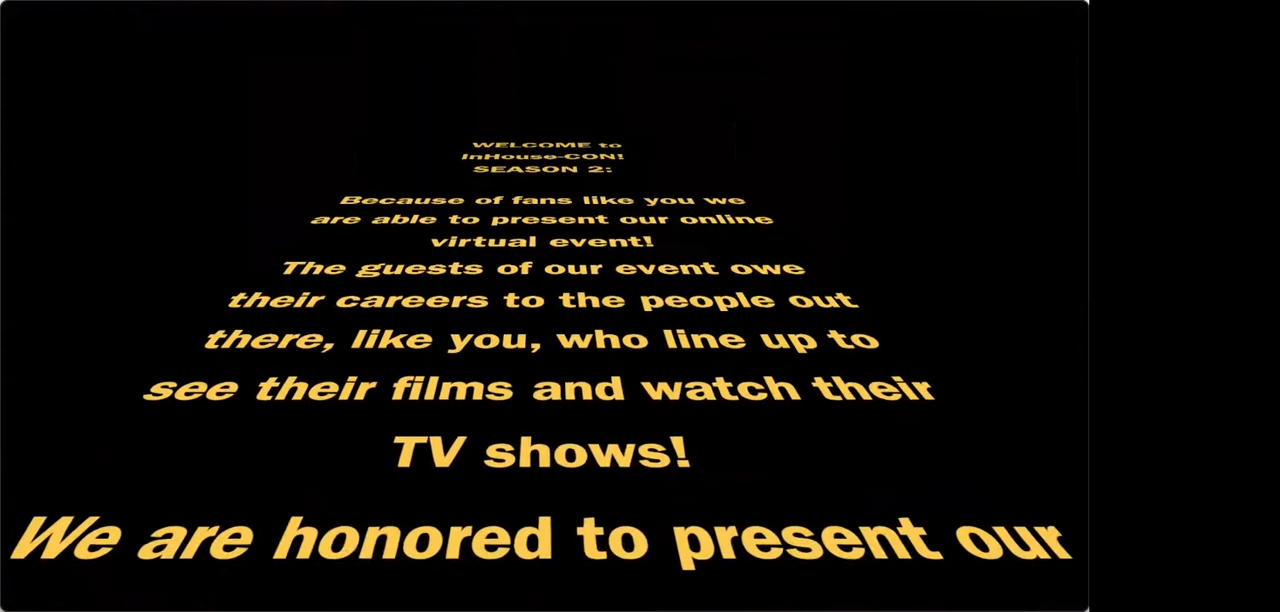 WELCOME to
InHouse-CON!
SEASON 2:
Because of fans like you we
are able to present our online
virtual event!
The guests of our event owe
their careers to the people out
there, like you, who line up to
see their films and watch their
TV shows!
We are honored to present our